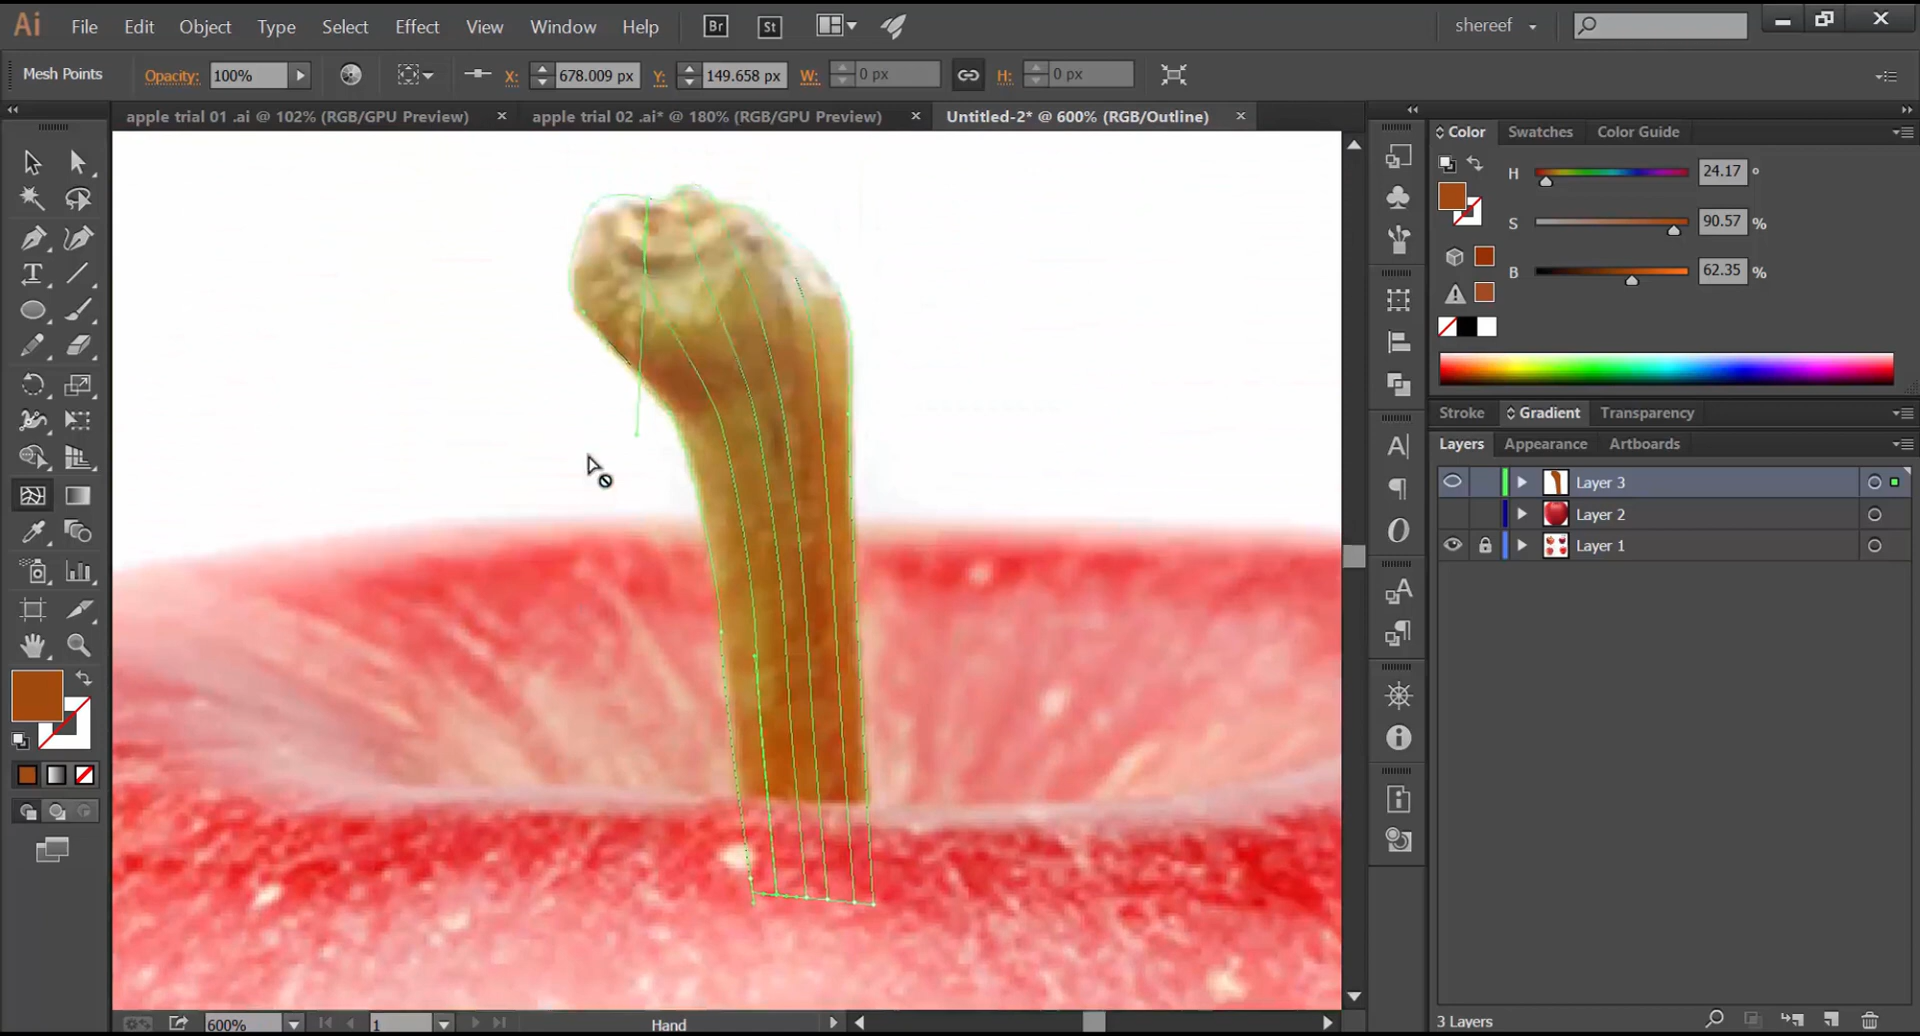 Ai File Edit Object Type Select Effect View Window Help Br St shereef
Mesh Points Opacity: 100% X: 678.009 px Y: 149.658 px W: 0 px H: 0 px
apple trial 01 .ai @ 102% (RGB/GPU Preview) apple trial 02 .ai* @ 180% (RGB/GPU Preview) Untitled-2* @ 600% (RGB/Outline)
Color Swatches Color Guide
H 24.17 °
S 90.57 %
B 62.35 %
Stroke Gradient Transparency
Layers Appearance Artboards
Layer 3
Layer 2
Layer 1
600% 1 Hand 3 Layers